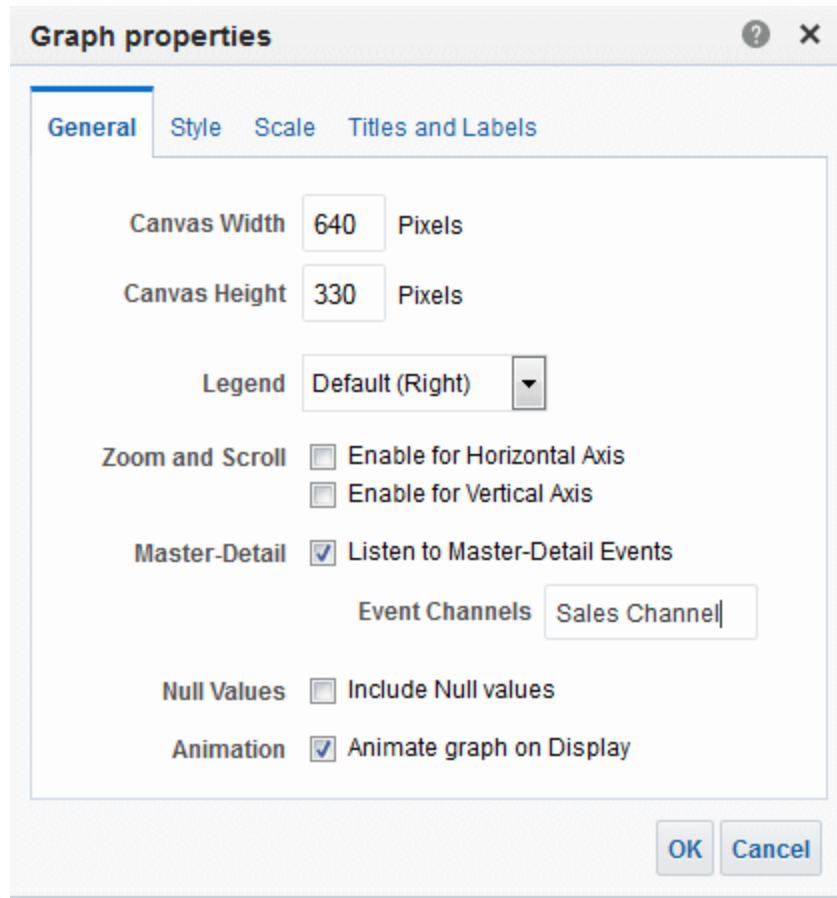 Graph properties
General Style Scale Titles and Labels
Canvas Width 640 Pixels
Canvas Height 330 Pixels
Legend Default (Right)
Zoom and Scroll Enable for Horizontal Axis
Enable for Vertical Axis
Master-Detail Listen to Master-Detail Events
Event Channels Sales Channel
Null Values Include Null values
Animation Animate graph on Display
OK Cancel